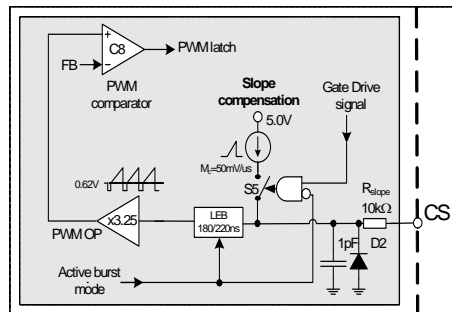 +
C8
−
PWM latch
FB
PWM
comparator
Slope
compensation
5.0V
Gate Drive
signal
M꜀=50mV/us
0.62V
S5
Rslope
10kΩ
CS
x3.25
PWM OP
LEB
180/220ns
1pF
D2
Active burst
mode